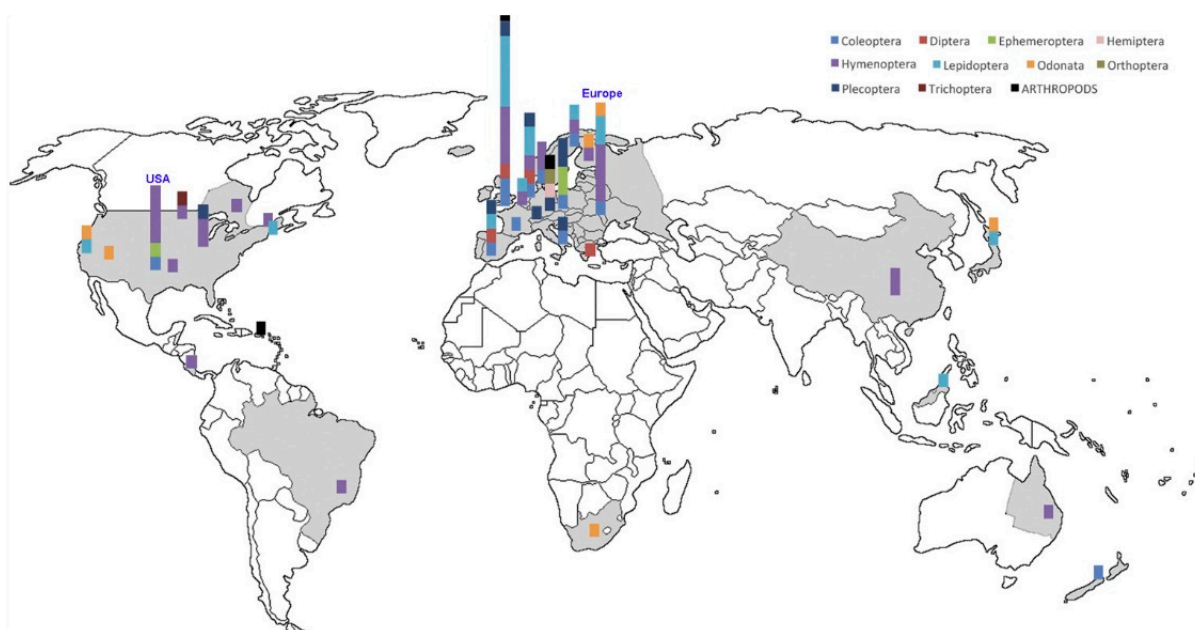 Coleoptera Diptera Ephemeroptera Hemiptera
Hymenoptera Lepidoptera Odonata Orthoptera
Plecoptera Trichoptera ARTHROPODS
Europe
USA